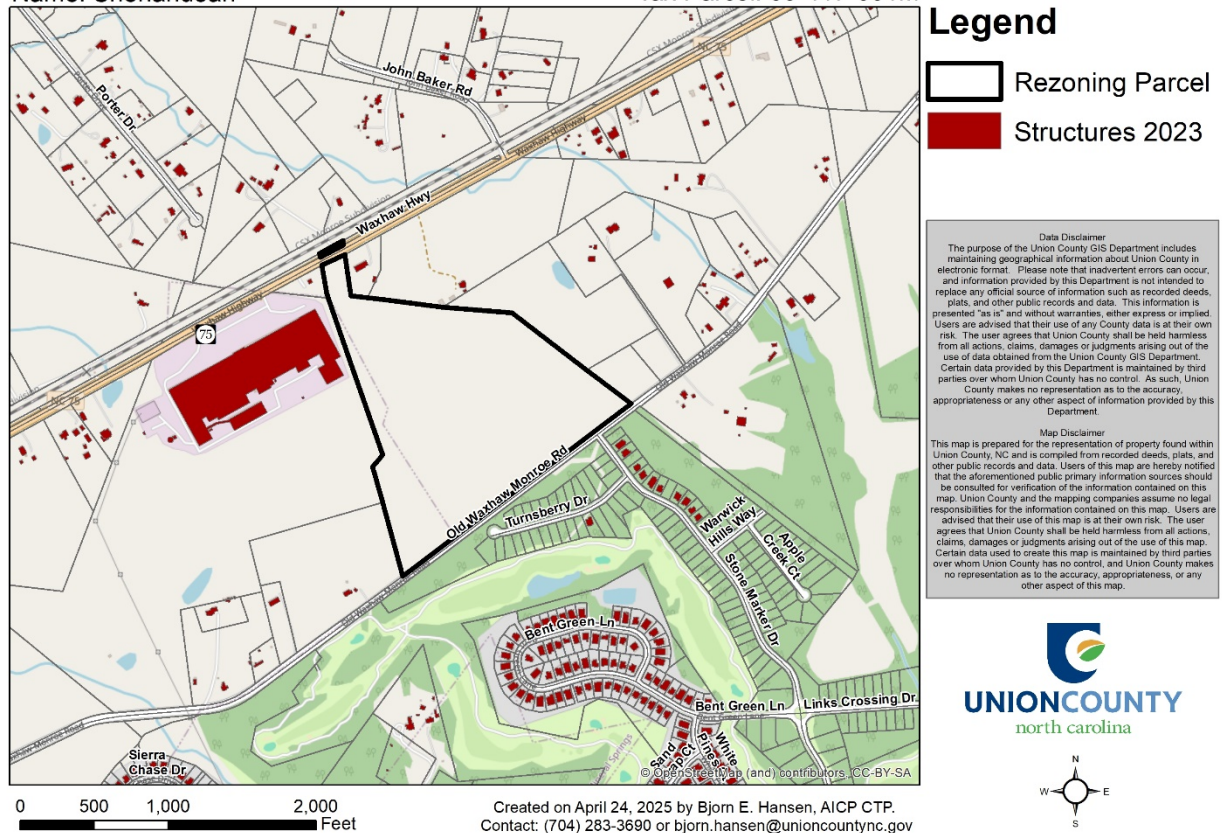 Legend
Rezoning Parcel
Structures 2023
CSX Monroe Subdivision
NC 75
John Baker Rd
John Baker Road
Porter Dr
Waxhaw Highway
CSX Monroe Subdivision
Waxhaw Hwy
75
NC 75
Old Waxhaw Monroe Road
Old Waxhaw Monroe Rd
Turnsberry Dr
Warwick
Hills Way
Apple
Creek Ct
Stone Marker Dr
Bent Green Ln
Bent Green Ln
Links Crossing Dr
Sierra
Chase Dr
© OpenStreetMap (and) contributors, CC-BY-SA
Data Disclaimer
The purpose of the Union County GIS Department includes
maintaining geographical information about Union County in
electronic format. Please note that inadvertent errors can occur,
and information provided by this Department is not intended to
replace any official source of information such as recorded deeds,
plats, and other public records and data. This information is
presented "as is" and without warranties, either express or implied.
Users are advised that their use of any County data is at their own
risk. The user agrees that Union County shall be held harmless
from all actions, claims, damages or judgments arising out of the
use of data obtained from the Union County GIS Department.
Certain data provided by this Department is maintained by third
parties over whom Union County has no control. As such, Union
County makes no representation as to the accuracy,
appropriateness or any other aspect of information provided by this
Department.
Map Disclaimer
This map is prepared for the representation of property found within
Union County, NC and is compiled from recorded deeds, plats, and
other public records and data. Users of this map are hereby notified
that the aforementioned public primary information sources should
be consulted for verification of the information contained on this
map. Union County and the mapping companies assume no legal
responsibilities for the information contained on this map. Users are
advised that their use of this map is at their own risk. The user
agrees that Union County shall be held harmless from all actions,
claims, damages or judgments arising out of the use of this map.
Certain data used to create this map is maintained by third parties
over whom Union County has no control, and Union County makes
no representation as to the accuracy, appropriateness, or any
other aspect of this map.
UNIONCOUNTY
north carolina
N
W E
S
0 500 1,000 2,000
Feet
Created on April 24, 2025 by Bjorn E. Hansen, AICP CTP.
Contact: (704) 283-3690 or bjorn.hansen@unioncountync.gov